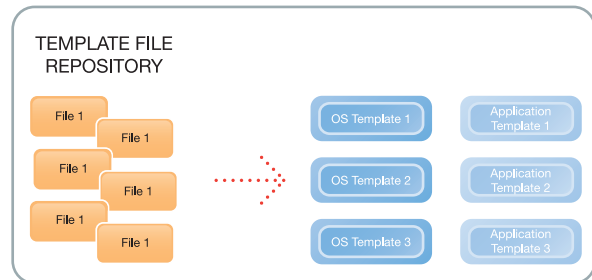 TEMPLATE FILE
REPOSITORY
File 1
File 1
File 1
File 1
File 1
File 1
OS Template 1
Application
Template 1
OS Template 2
Application
Template 2
OS Template 3
Application
Template 3